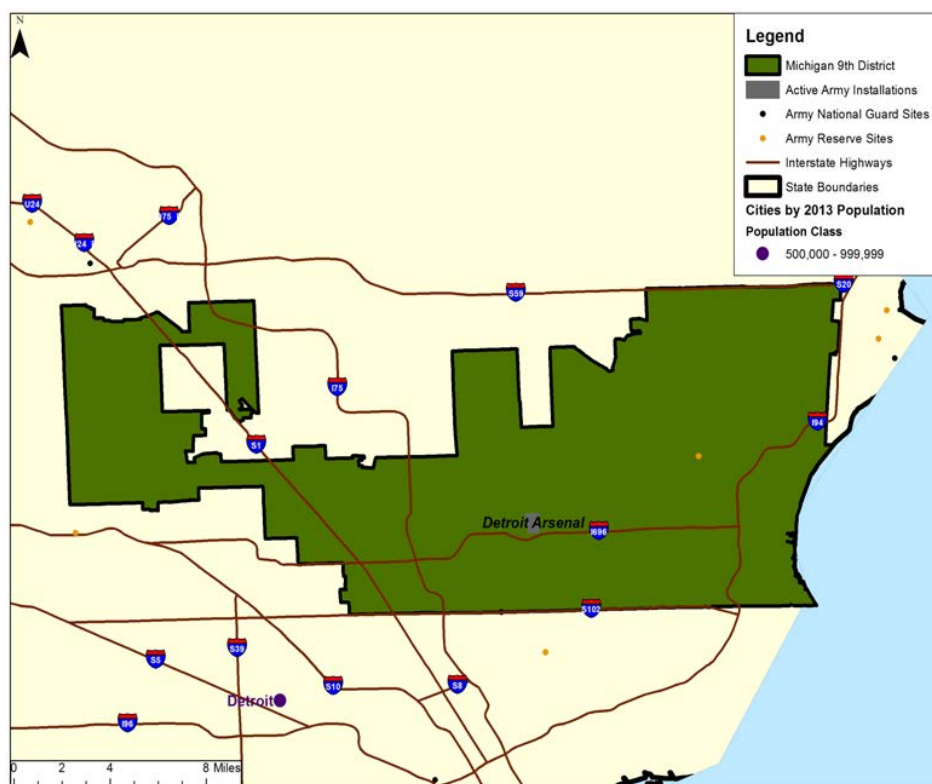 N
Legend
Michigan 9th District
Active Army Installations
Army National Guard Sites
Army Reserve Sites
Interstate Highways
State Boundaries
Cities by 2013 Population
Population Class
500,000 - 999,999
U24
I75
24
S59
S20
I75
I94
S1
Detroit Arsenal
I696
S102
S39
S5
S10
S8
Detroit
I96
0 2 4 8 Miles